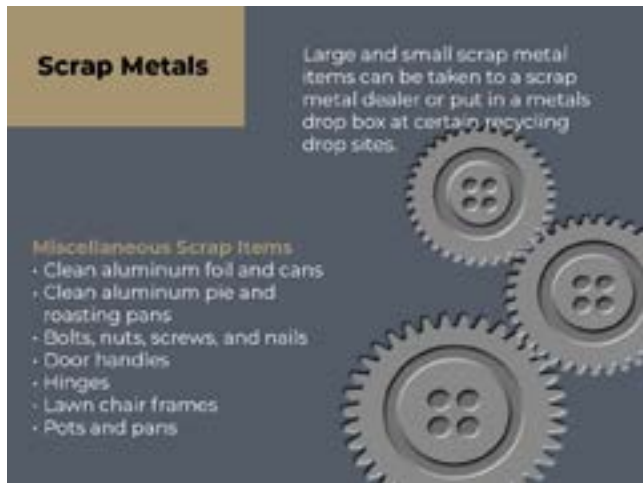 Scrap Metals
Large and small scrap metal
items can be taken to a scrap
metal dealer or put in a metals
drop box at certain recycling
drop sites.
Miscellaneous Scrap Items
• Clean aluminum foil and cans
• Clean aluminum pie and
roasting pans
• Bolts, nuts, screws, and nails
• Door handles
• Hinges
• Lawn chair frames
• Pots and pans